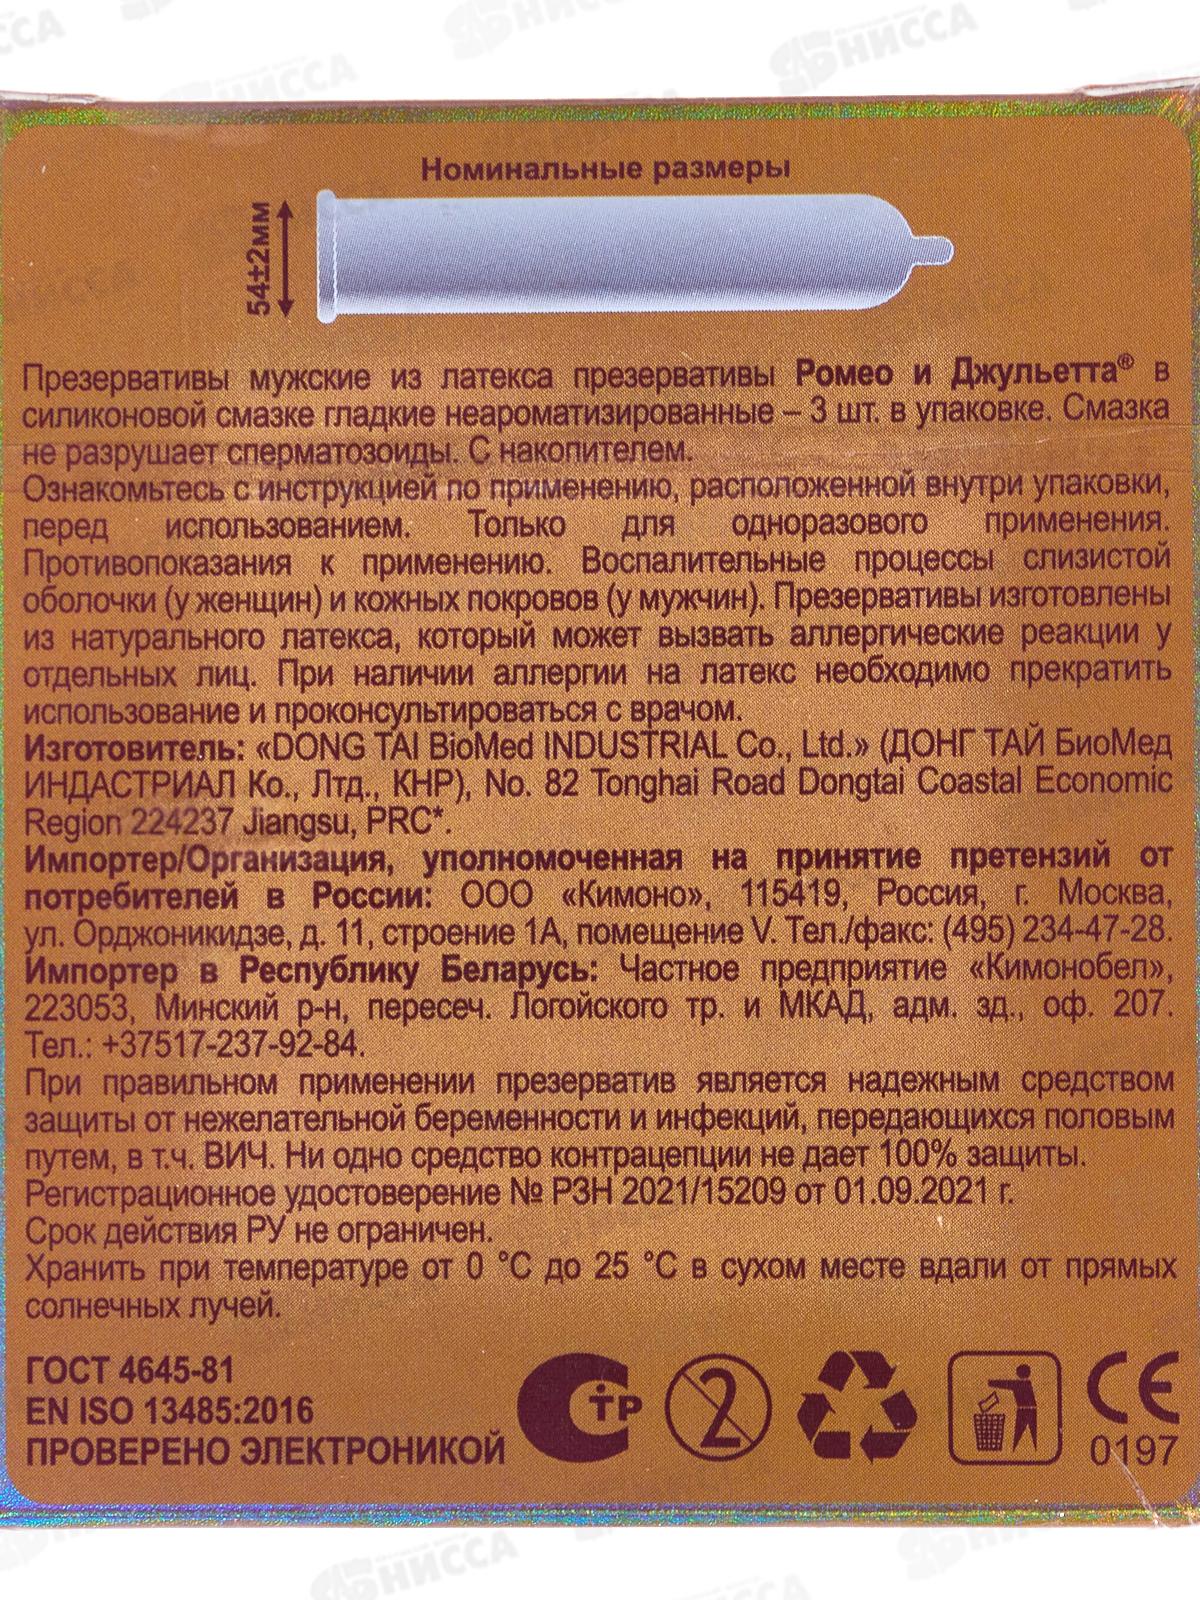 Номинальные размеры
54±2мм
Презервативы мужские из латекса презервативы Ромео и Джульетта® в
силиконовой смазке гладкие неароматизированные – 3 шт. в упаковке. Смазка
не разрушает сперматозоиды. С накопителем.
Ознакомьтесь с инструкцией по применению, расположенной внутри упаковки,
перед использованием. Только для одноразового применения.
Противопоказания к применению. Воспалительные процессы слизистой
оболочки (у женщин) и кожных покровов (у мужчин). Презервативы изготовлены
из натурального латекса, который может вызвать аллергические реакции у
отдельных лиц. При наличии аллергии на латекс необходимо прекратить
использование и проконсультироваться с врачом.
Изготовитель: «DONG TAI BioMed INDUSTRIAL Co., Ltd.» (ДОНГ ТАЙ БиоМед
ИНДАСТРИАЛ Ко., Лтд., КНР), No. 82 Tonghai Road Dongtai Coastal Economic
Region 224237 Jiangsu, PRC*.
Импортер/Организация, уполномоченная на принятие претензий от
потребителей в России: ООО «Кимоно», 115419, Россия, г. Москва,
ул. Орджоникидзе, д. 11, строение 1А, помещение V. Тел./факс: (495) 234-47-28.
Импортер в Республику Беларусь: Частное предприятие «Кимонобел»,
223053, Минский р-н, пересеч. Логойского тр. и МКАД, адм. зд., оф. 207.
Тел.: +37517-237-92-84.
При правильном применении презерватив является надежным средством
защиты от нежелательной беременности и инфекций, передающихся половым
путем, в т.ч. ВИЧ. Ни одно средство контрацепции не дает 100% защиты.
Регистрационное удостоверение № РЗН 2021/15209 от 01.09.2021 г.
Срок действия РУ не ограничен.
Хранить при температуре от 0 °C до 25 °C в сухом месте вдали от прямых
солнечных лучей.
ГОСТ 4645-81
EN ISO 13485:2016
ПРОВЕРЕНО ЭЛЕКТРОНИКОЙ
СТР
2
CE
0197
ЯБНИССА